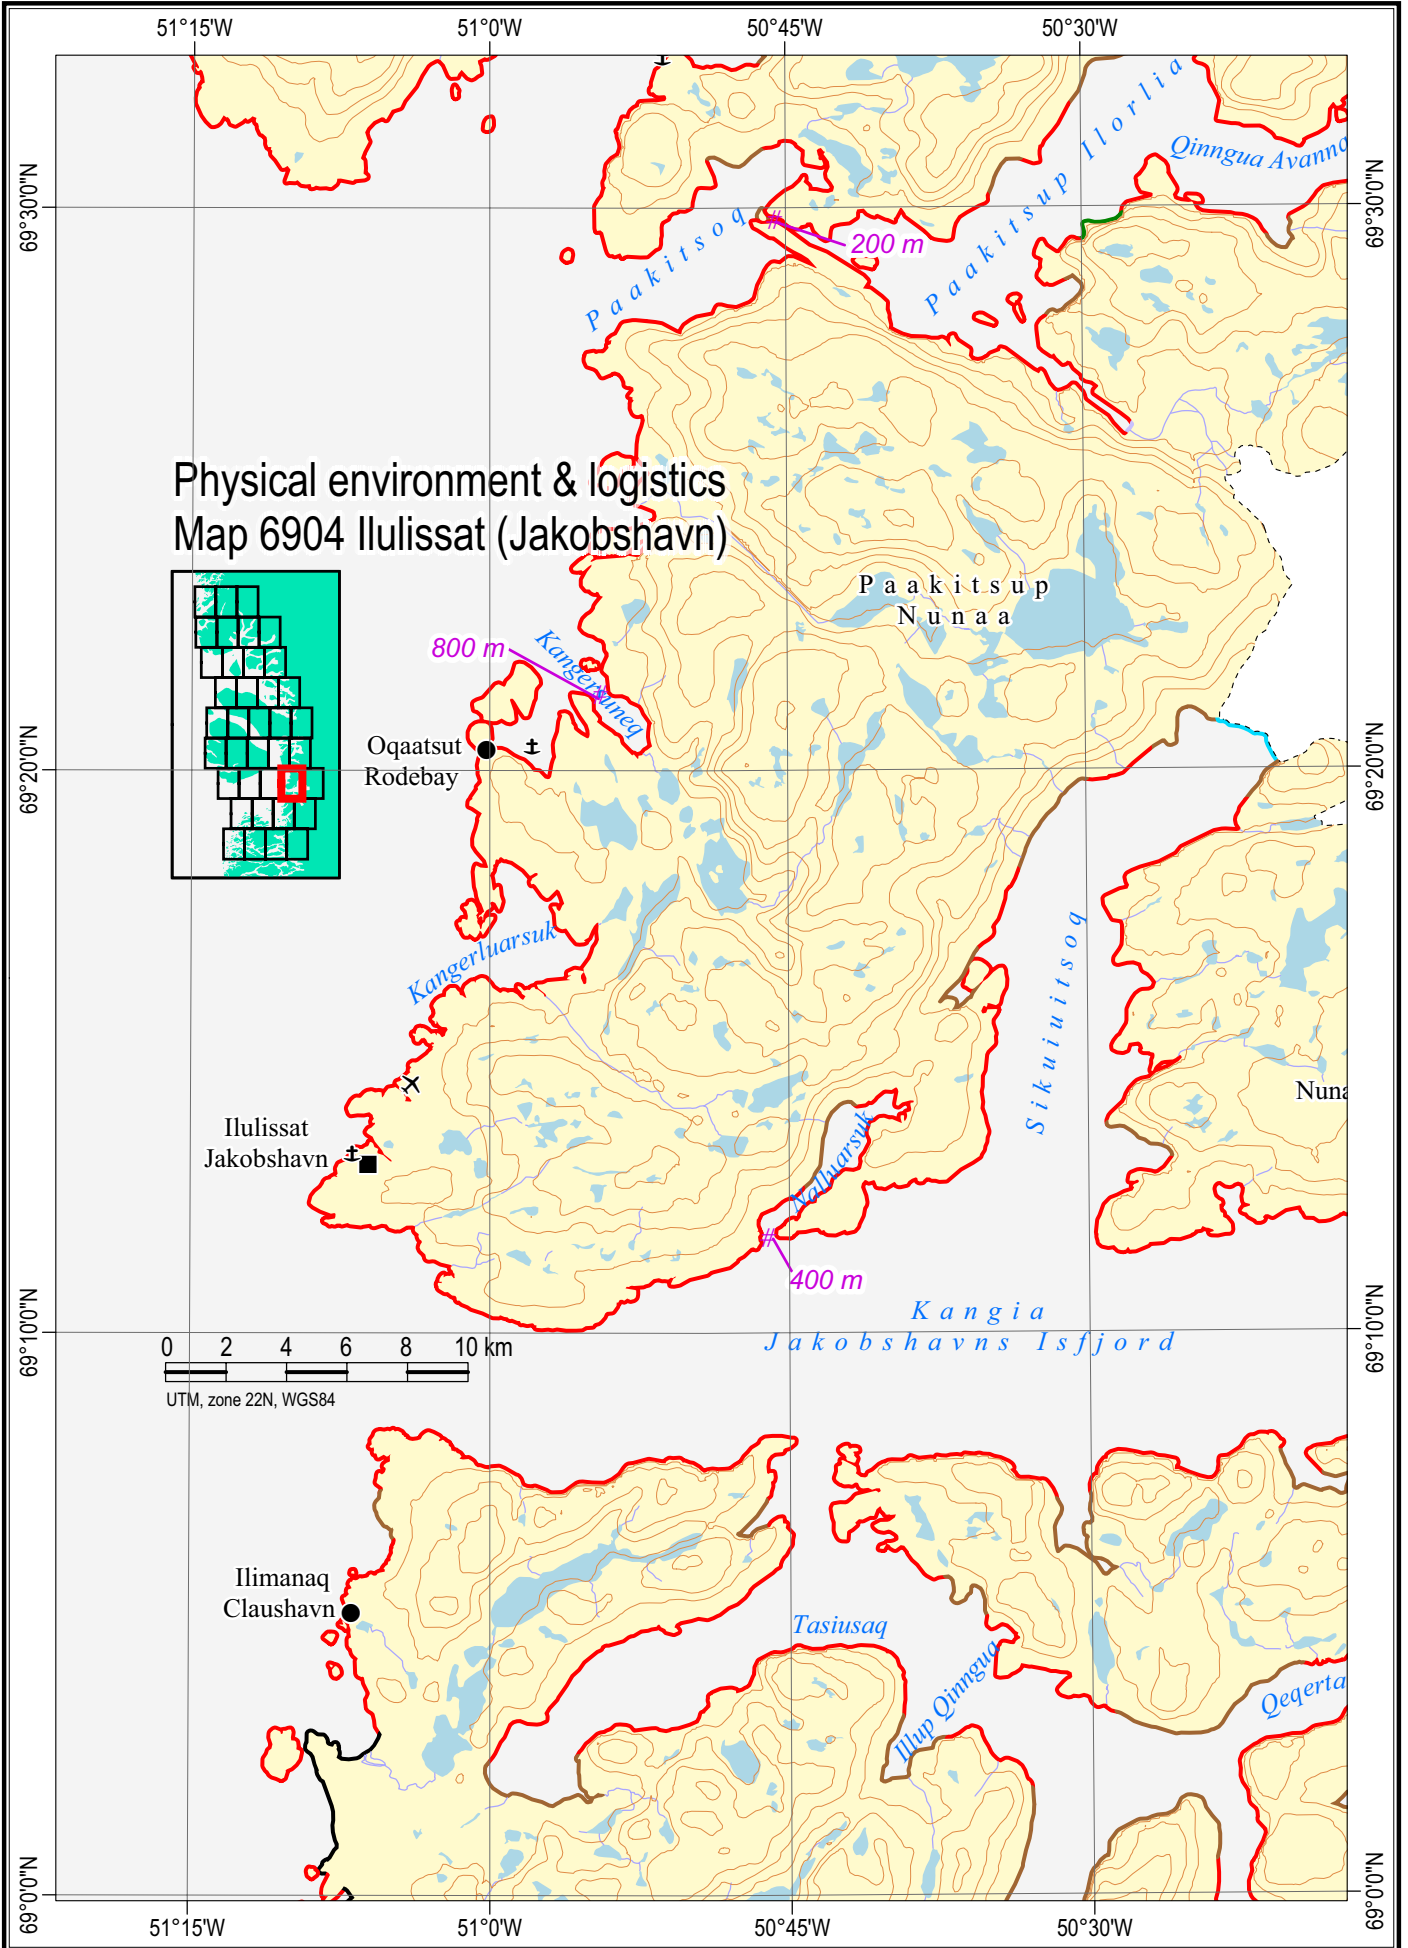 51°15'W
51°0'W
50°45'W
50°30'W
Ilorlia
Qinngua Avanna
69°30'0"N
69°30'0"N
Paakitsoq
Paakitsup
200 m
Physical environment & logistics
Map 6904 Ilulissat (Jakobshavn)
Paakitsup
Nunaa
800 m
Kangersuneq
Oqaatsut
Rodebay
69°20'0"N
69°20'0"N
Kangerluarsuk
Sikuiuitsoq
Nuna
Ilulissat
Jakobshavn
Nalluarsuk
400 m
Kangia
Jakobshavns Isfjord
69°10'0"N
69°10'0"N
0 2 4 6 8 10 km
UTM, zone 22N, WGS84
Ilimanaq
Claushavn
Tasiusaq
Illup Qinngua
Qeqerta
69°0'0"N
69°0'0"N
51°15'W
51°0'W
50°45'W
50°30'W